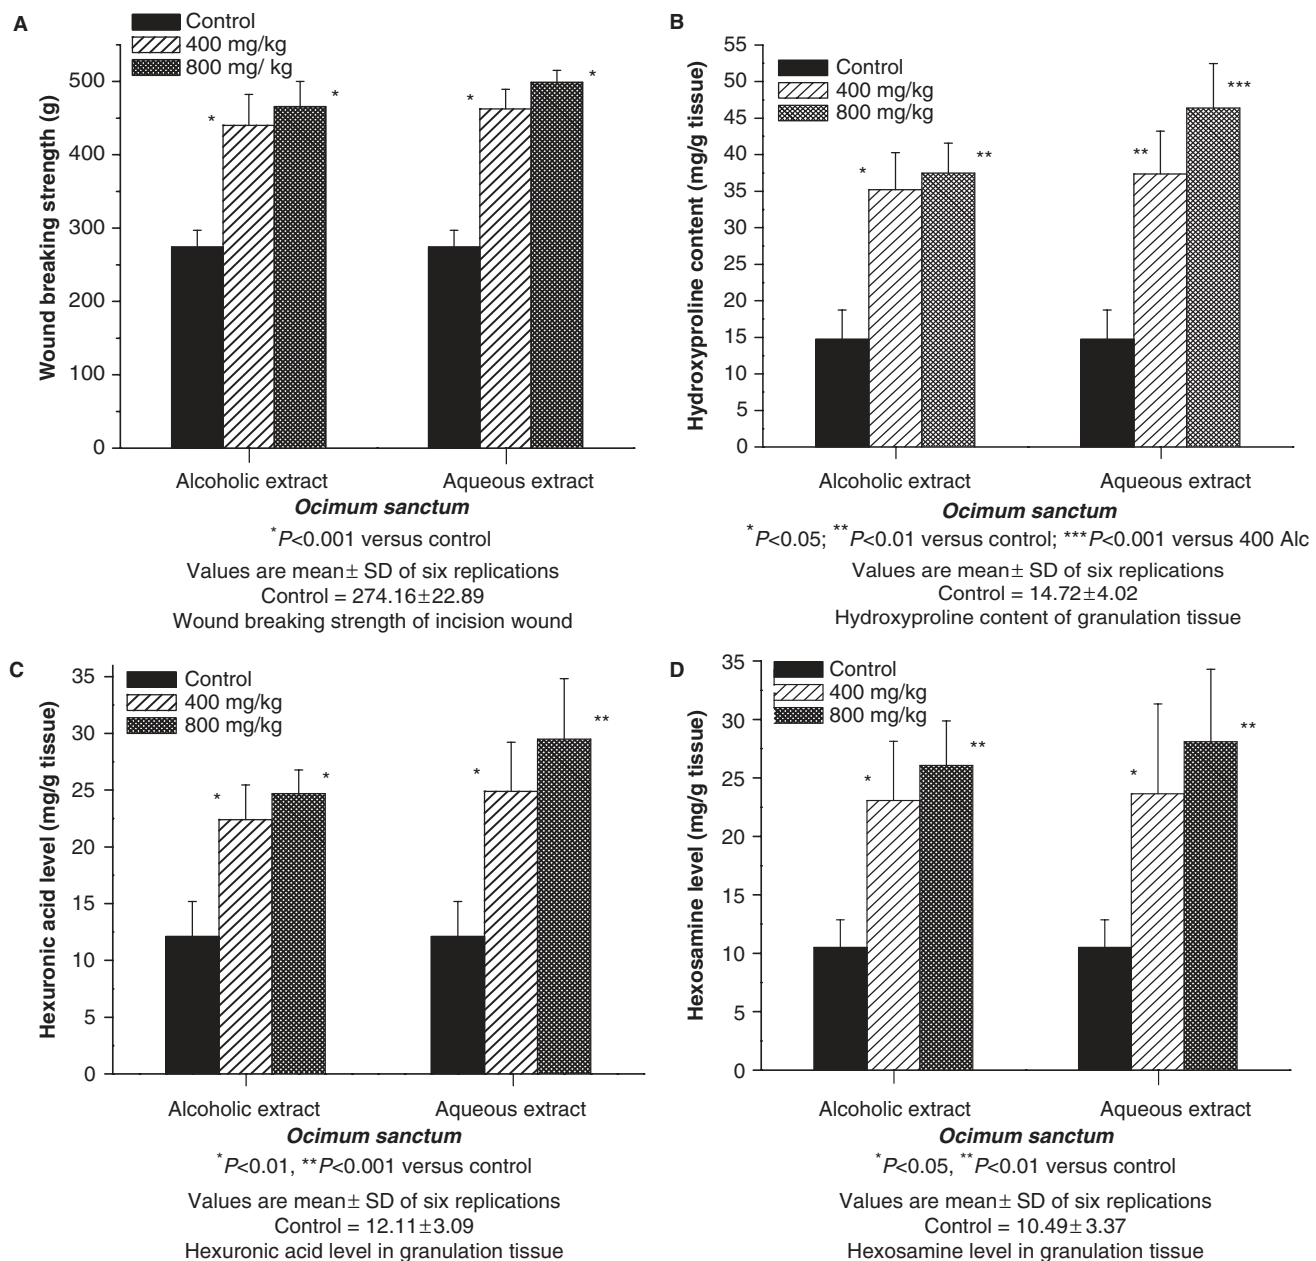 A
Control
400 mg/kg
800 mg/ kg
Wound breaking strength (g)
500
400
300
200
100
0
*
*
*
*
Alcoholic extract
Aqueous extract
Ocimum sanctum
*P<0.001 versus control
Values are mean± SD of six replications
Control = 274.16±22.89
Wound breaking strength of incision wound
B
Control
400 mg/kg
800 mg/kg
Hydroxyproline content (mg/g tissue)
55
50
45
40
35
30
25
20
15
10
5
0
*
**
**
***
Alcoholic extract
Aqueous extract
Ocimum sanctum
*P<0.05; **P<0.01 versus control; ***P<0.001 versus 400 Alc
Values are mean± SD of six replications
Control = 14.72±4.02
Hydroxyproline content of granulation tissue
C
Control
400 mg/kg
800 mg/kg
Hexuronic acid level (mg/g tissue)
35
30
25
20
15
10
5
0
*
*
*
**
Alcoholic extract
Aqueous extract
Ocimum sanctum
*P<0.01, **P<0.001 versus control
Values are mean± SD of six replications
Control = 12.11±3.09
Hexuronic acid level in granulation tissue
D
Control
400 mg/kg
800 mg/kg
Hexosamine level (mg/g tissue)
35
30
25
20
15
10
5
0
*
**
*
**
Alcoholic extract
Aqueous extract
Ocimum sanctum
*P<0.05, **P<0.01 versus control
Values are mean± SD of six replications
Control = 10.49±3.37
Hexosamine level in granulation tissue